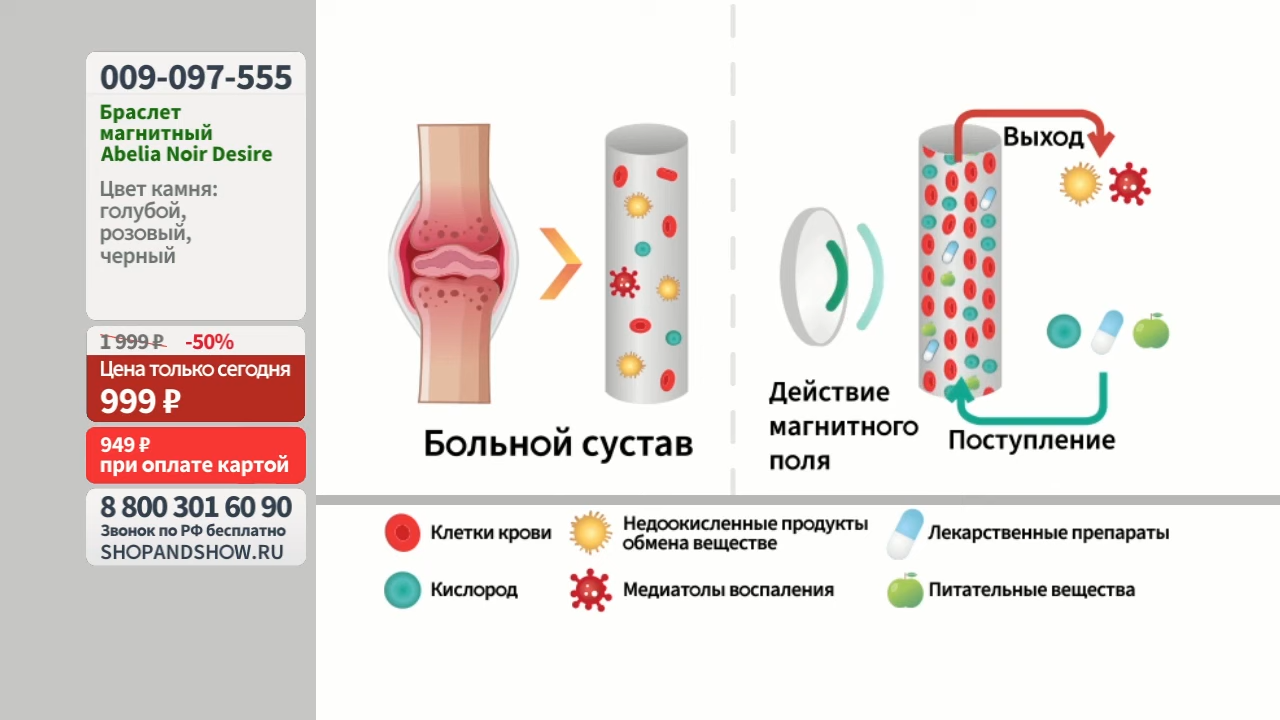 009-097-555
Браслет
магнитный
Abelia Noir Desire
Цвет камня:
голубой,
розовый,
черный
1 999 ₽ -50%
Цена только сегодня
999 ₽
949 ₽
при оплате картой
8 800 301 60 90
Звонок по РФ бесплатно
SHOPANDSHOW.RU
Больной сустав
Выход
Действие
магнитного
поля
Поступление
Клетки крови
Недоокисленные продукты
обмена веществе
Лекарственные препараты
Кислород
Медиатолы воспаления
Питательные вещества